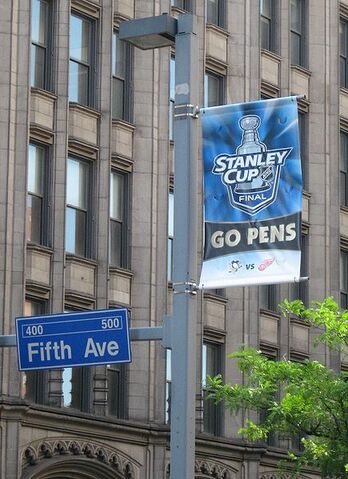 STANLEY
CUP
FINAL
GO PENS
VS
400 500
Fifth Ave